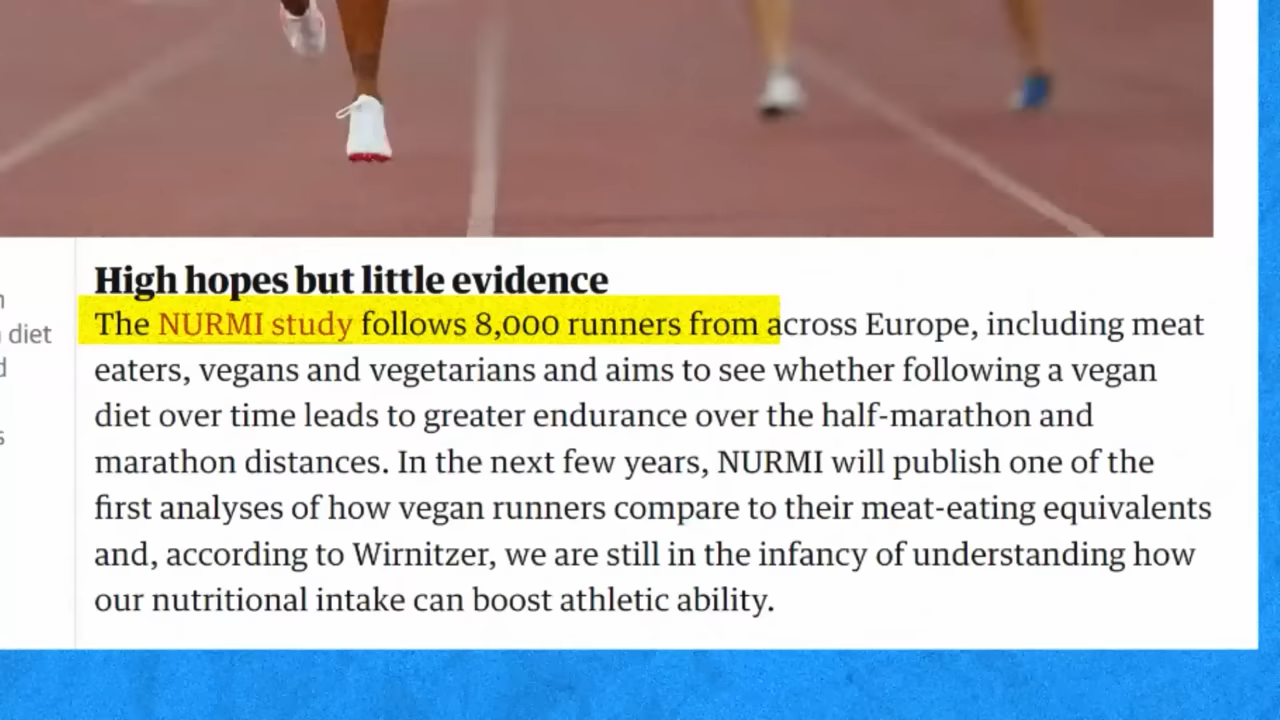 High hopes but little evidence
The NURMI study follows 8,000 runners from across Europe, including meat
diet
eaters, vegans and vegetarians and aims to see whether following a vegan
diet over time leads to greater endurance over the half-marathon and
marathon distances. In the next few years, NURMI will publish one of the
first analyses of how vegan runners compare to their meat-eating equivalents
and, according to Wirnitzer, we are still in the infancy of understanding how
our nutritional intake can boost athletic ability.